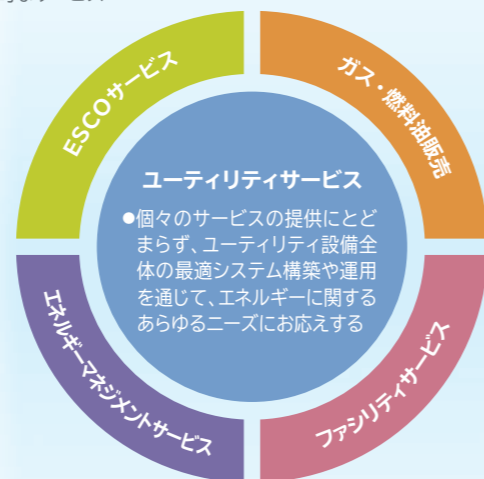 ESCOサービス
ガス・燃料油販売
ユーティリティサービス
●個々のサービスの提供にとど
まらず、ユーティリティ設備全
体の最適システム構築や運用
を通じて、エネルギーに関する
あらゆるニーズにお応えする
エネルギーマネジメントサービス
ファシリティサービス